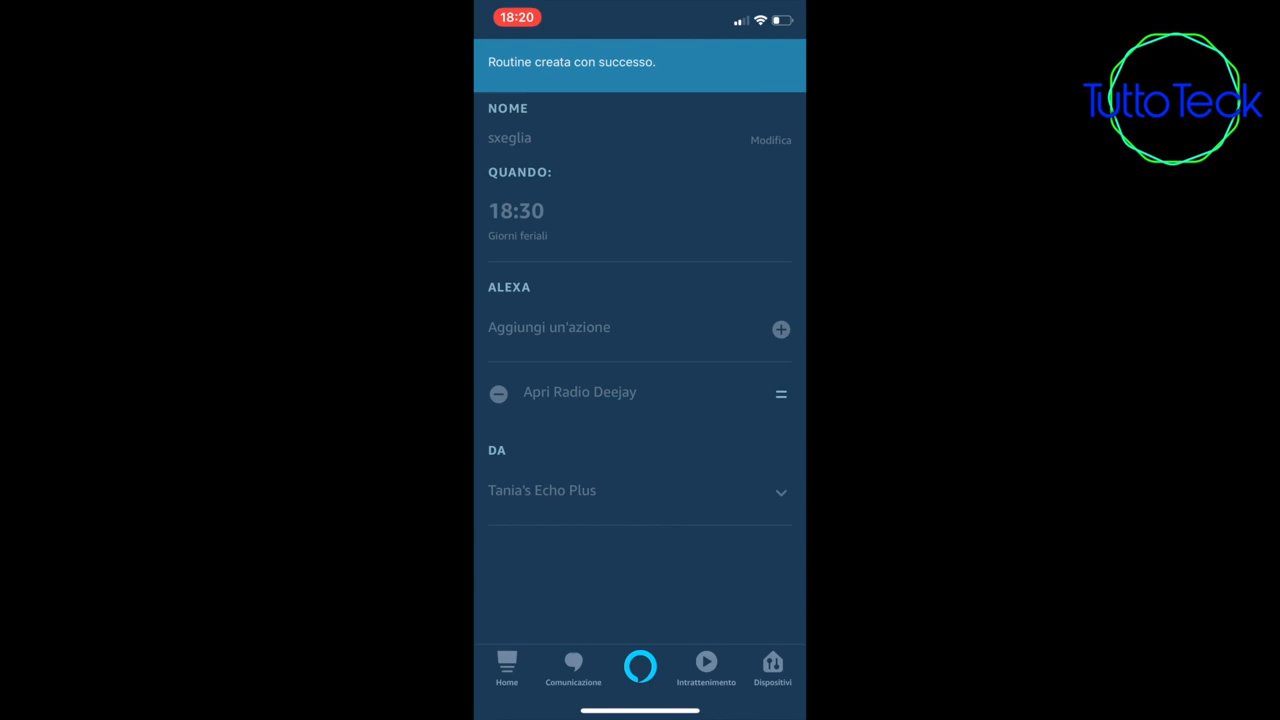 18:20
TuttoTeck
Routine creata con successo.
NOME
sxeglia
Modifica
QUANDO:
18:30
Giorni feriali
ALEXA
Aggiungi un'azione
Apri Radio Deejay
DA
Tania's Echo Plus
Home
Comunicazione
Intrattenimento
Dispositivi